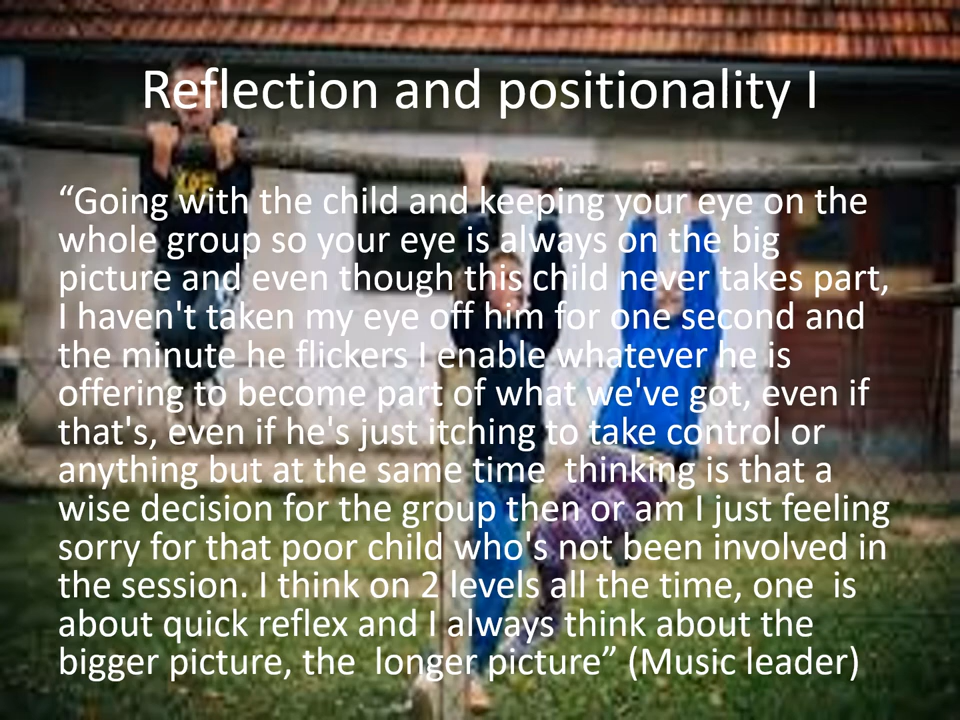 Reflection and positionality I
“Going with the child and keeping your eye on the
whole group so your eye is always on the big
picture and even though this child never takes part,
I haven't taken my eye off him for one second and
the minute he flickers I enable whatever he is
offering to become part of what we've got, even if
that's, even if he's just itching to take control or
anything but at the same time  thinking is that a
wise decision for the group then or am I just feeling
sorry for that poor child who's not been involved in
the session. I think on 2 levels all the time, one  is
about quick reflex and I always think about the
bigger picture, the  longer picture” (Music leader)